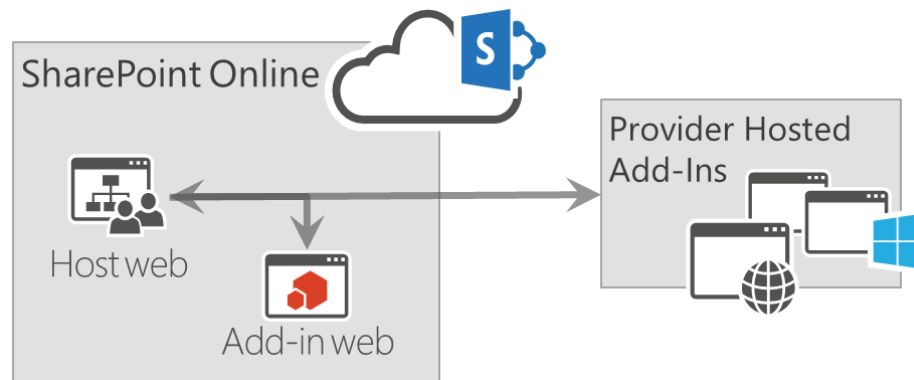 SharePoint Online
S
Provider Hosted
Add-Ins
Host web
Add-in web